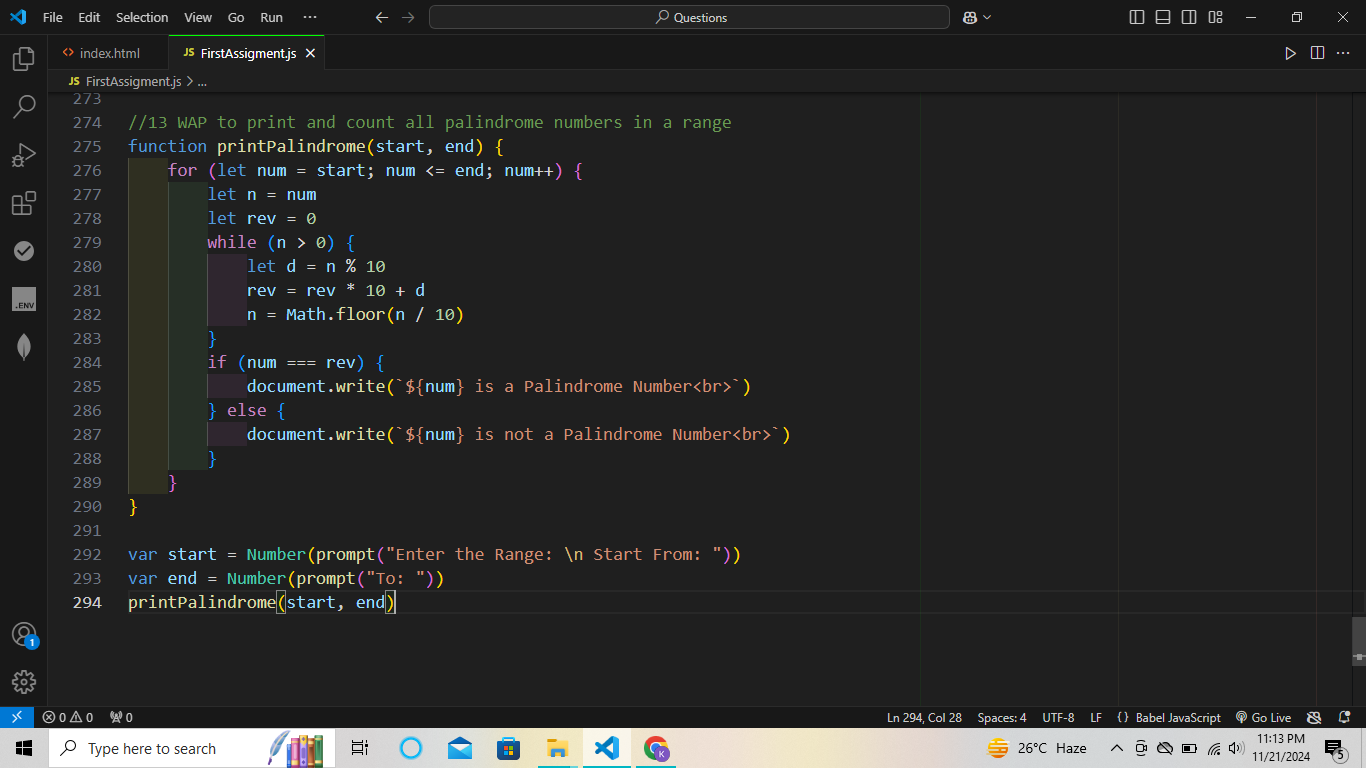 File Edit Selection View Go Run ··· Questions
index.html JS FirstAssigment.js
JS FirstAssigment.js > ...
273
274 //13 WAP to print and count all palindrome numbers in a range
275 function printPalindrome(start, end) {
276     for (let num = start; num <= end; num++) {
277         let n = num
278         let rev = 0
279         while (n > 0) {
280             let d = n % 10
281             rev = rev * 10 + d
282             n = Math.floor(n / 10)
283         }
284         if (num === rev) {
285             document.write(`${num} is a Palindrome Number<br>`)
286         } else {
287             document.write(`${num} is not a Palindrome Number<br>`)
288         }
289     }
290 }
291
292 var start = Number(prompt("Enter the Range: \n Start From: "))
293 var end = Number(prompt("To: "))
294 printPalindrome(start, end)
.ENV
1
0 0 0 Ln 294, Col 28 Spaces: 4 UTF-8 LF {} Babel JavaScript Go Live
Type here to search K 26°C Haze 11:13 PM
11/21/2024 5